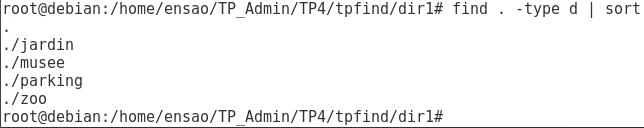 root@debian:/home/ensao/TP_Admin/TP4/tpfind/dir1# find . -type d | sort
.
./jardin
./musee
./parking
./zoo
root@debian:/home/ensao/TP_Admin/TP4/tpfind/dir1#